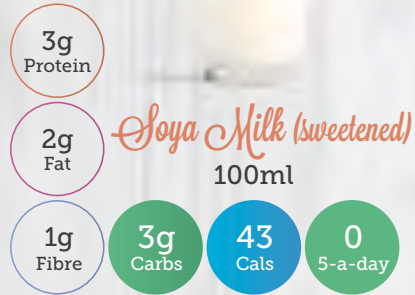 3g
Protein
2g
Fat
Soya Milk (sweetened)
100ml
1g
Fibre
3g
Carbs
43
Cals
0
5-a-day